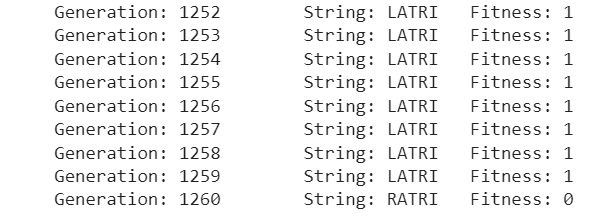 Generation: 1252 String: LATRI Fitness: 1
Generation: 1253 String: LATRI Fitness: 1
Generation: 1254 String: LATRI Fitness: 1
Generation: 1255 String: LATRI Fitness: 1
Generation: 1256 String: LATRI Fitness: 1
Generation: 1257 String: LATRI Fitness: 1
Generation: 1258 String: LATRI Fitness: 1
Generation: 1259 String: LATRI Fitness: 1
Generation: 1260 String: RATRI Fitness: 0